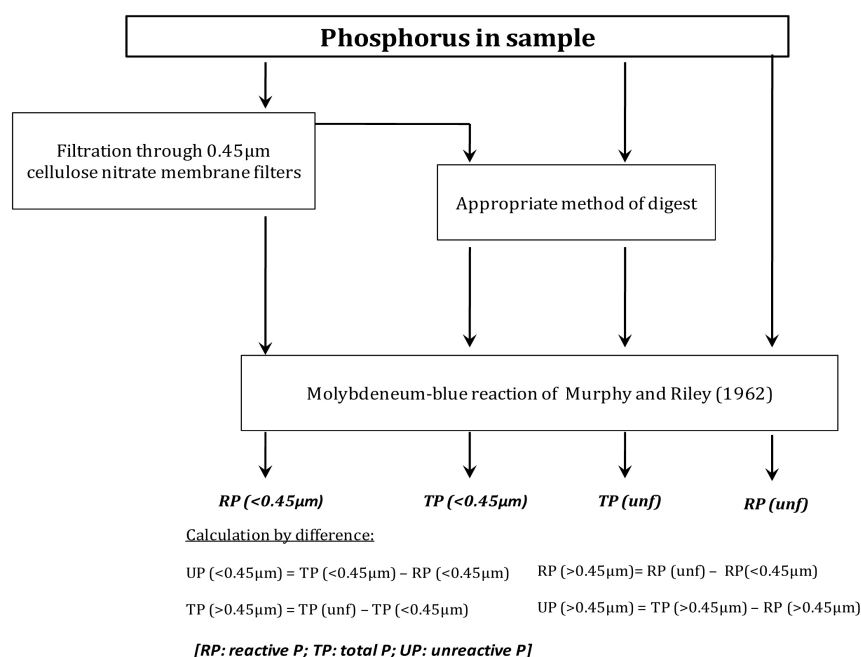 Phosphorus in sample
Filtration through 0.45µm
cellulose nitrate membrane filters
Appropriate method of digest
Molybdeneum-blue reaction of Murphy and Riley (1962)
RP (<0.45µm)
TP (<0.45µm)
TP (unf)
RP (unf)
Calculation by difference:
UP (<0.45µm) = TP (<0.45µm) – RP (<0.45µm)
RP (>0.45µm)= RP (unf) – RP(<0.45µm)
TP (>0.45µm) = TP (unf) – TP (<0.45µm)
UP (>0.45µm) = TP (>0.45µm) – RP (>0.45µm)
[RP: reactive P; TP: total P; UP: unreactive P]